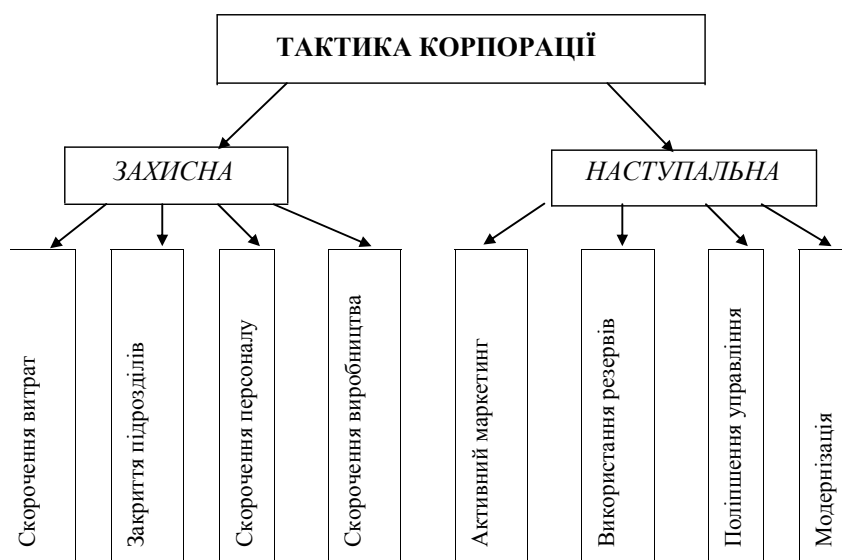 ТАКТИКА КОРПОРАЦІЇ
ЗАХИСНА
НАСТУПАЛЬНА
Скорочення витрат
Закриття підрозділів
Скорочення персоналу
Скорочення виробництва
Активний маркетинг
Використання резервів
Поліпшення управління
Модернізація